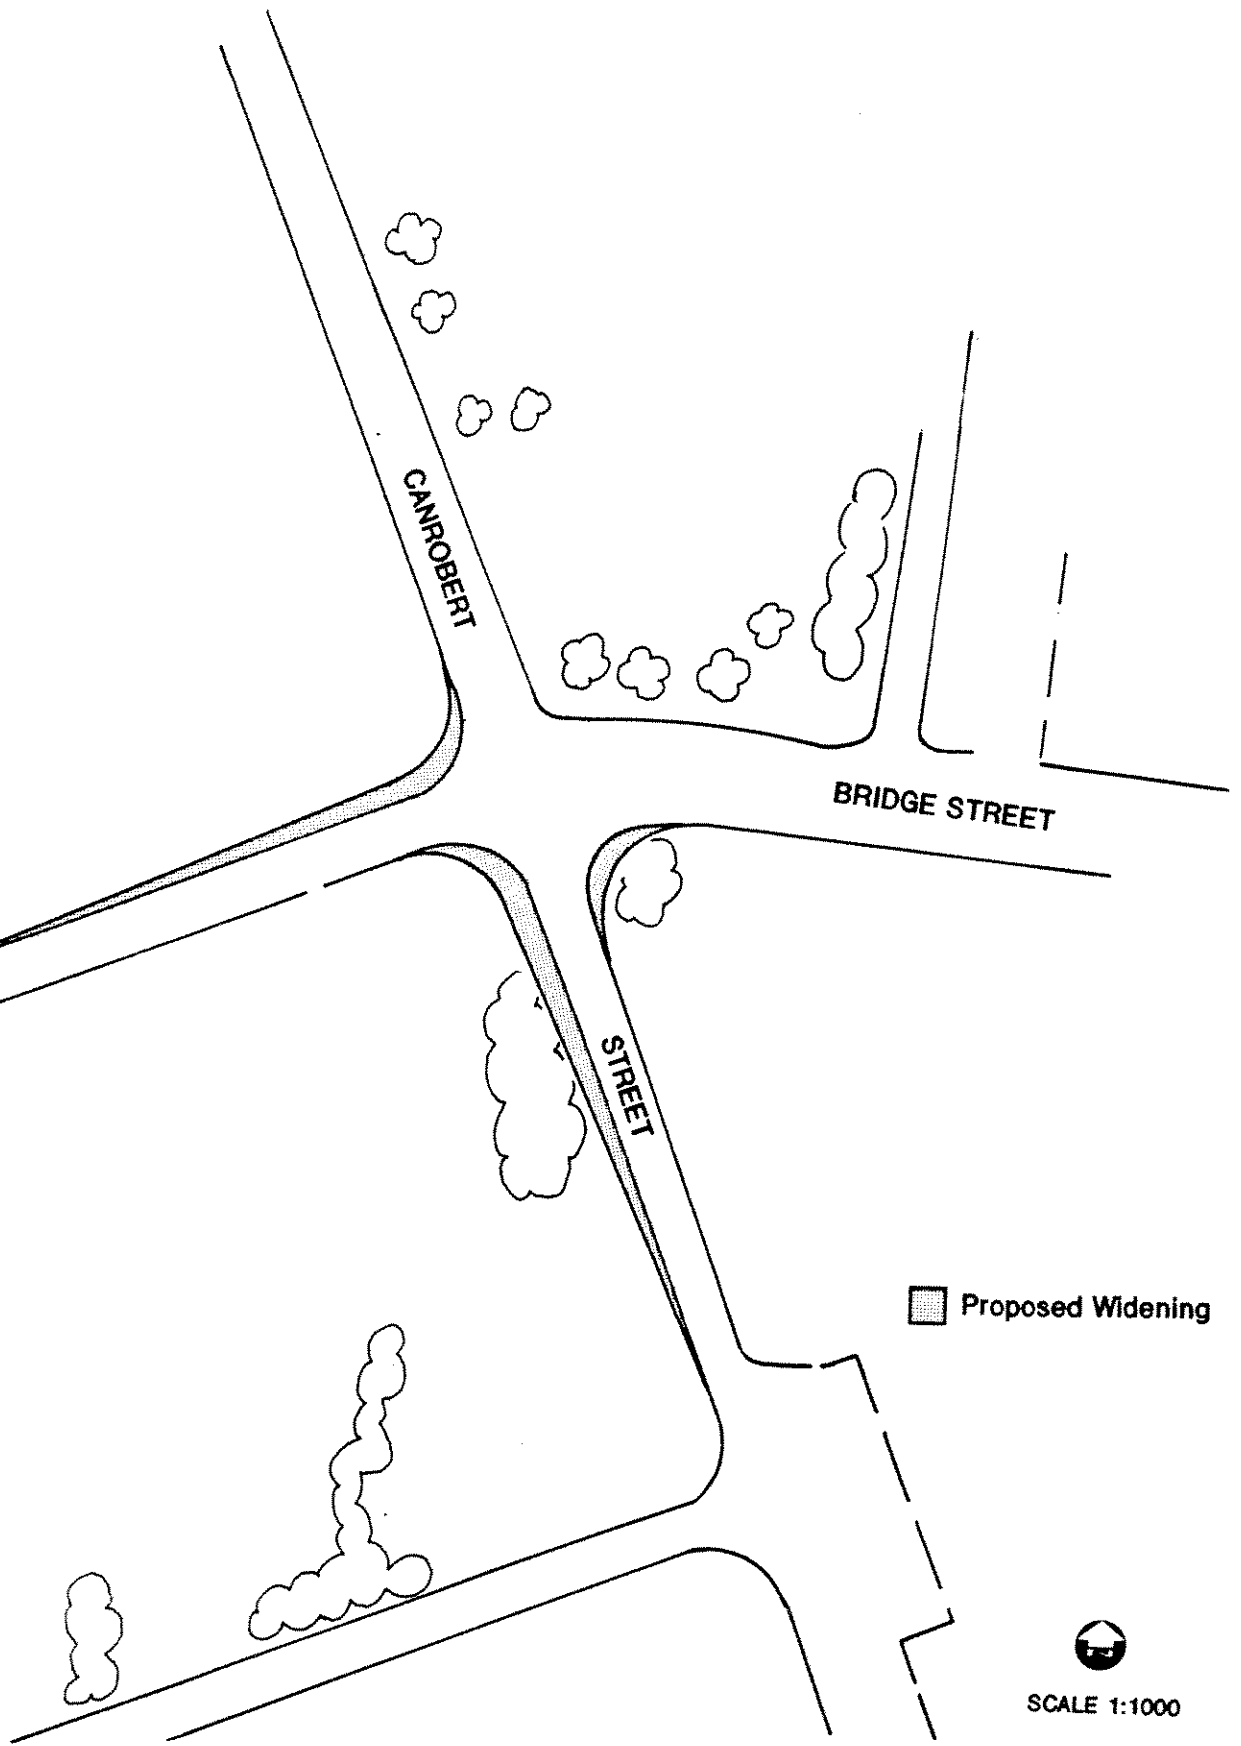 CANROBERT
BRIDGE STREET
STREET
Proposed Widening
SCALE 1:1000